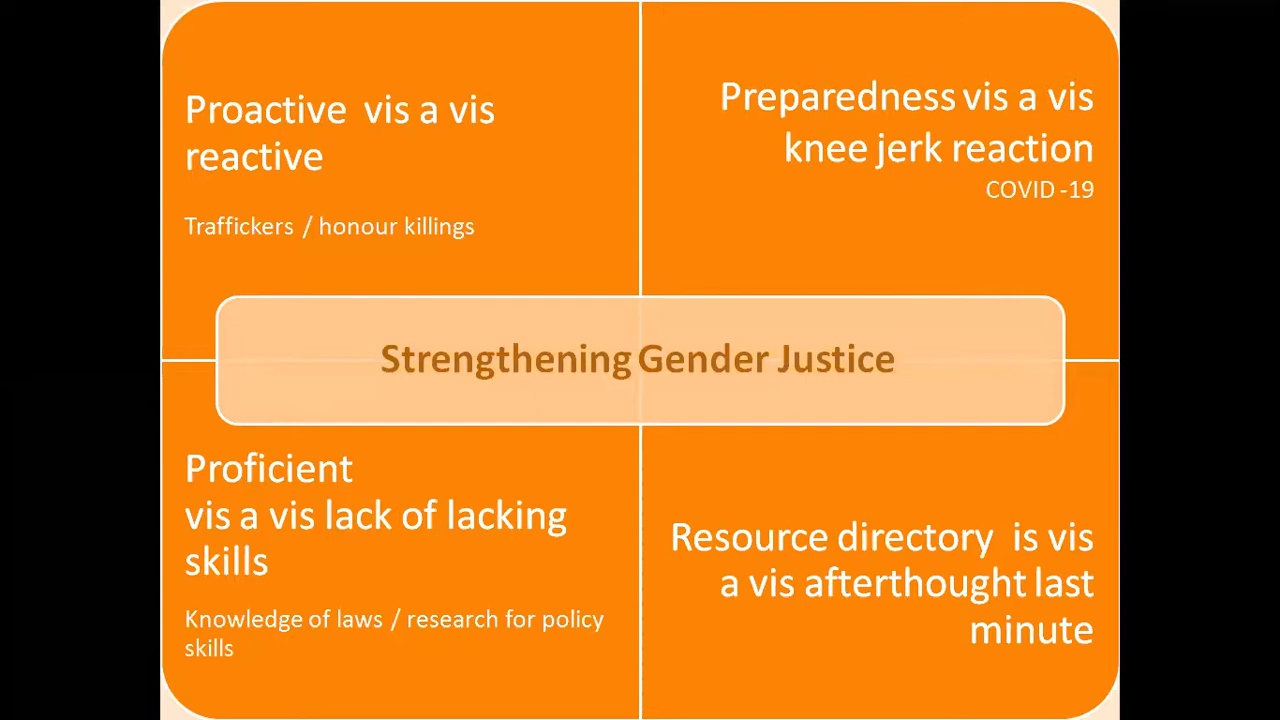 Proactive vis a vis
reactive
Traffickers / honour killings
Preparedness vis a vis
knee jerk reaction
COVID -19
Strengthening Gender Justice
Proficient
vis a vis lack of lacking
skills
Knowledge of laws / research for policy
skills
Resource directory is vis
a vis afterthought last
minute